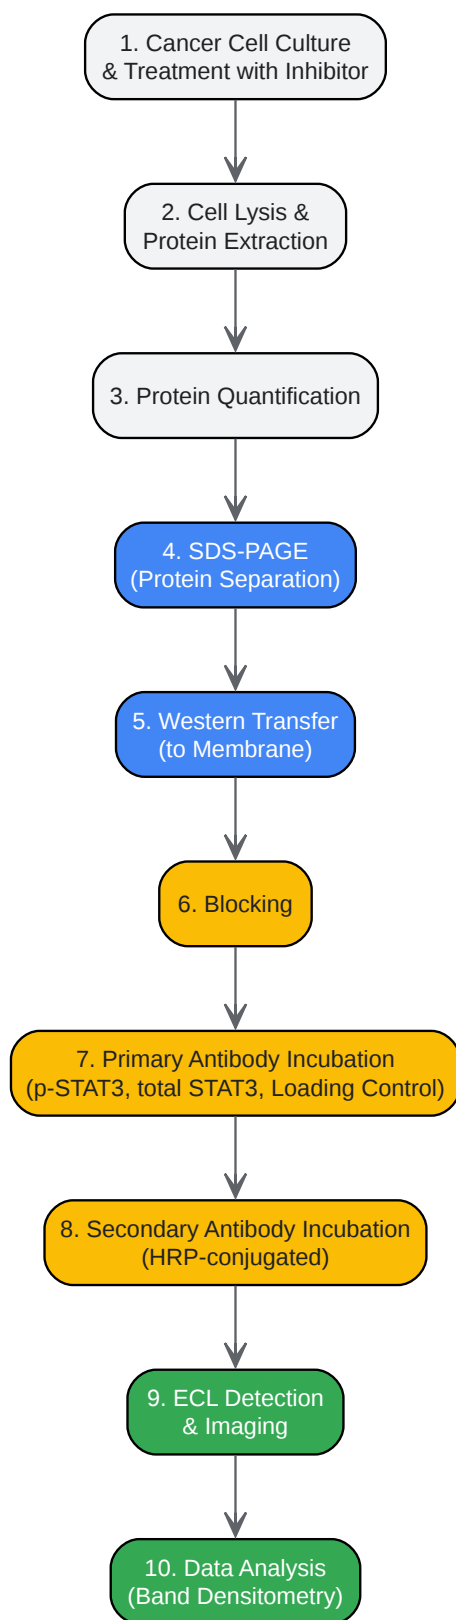 1. Cancer Cell Culture
& Treatment with Inhibitor
2. Cell Lysis &
Protein Extraction
3. Protein Quantification
4. SDS-PAGE
(Protein Separation)
5. Western Transfer
(to Membrane)
6. Blocking
7. Primary Antibody Incubation
(p-STAT3, total STAT3, Loading Control)
8. Secondary Antibody Incubation
(HRP-conjugated)
9. ECL Detection
& Imaging
10. Data Analysis
(Band Densitometry)